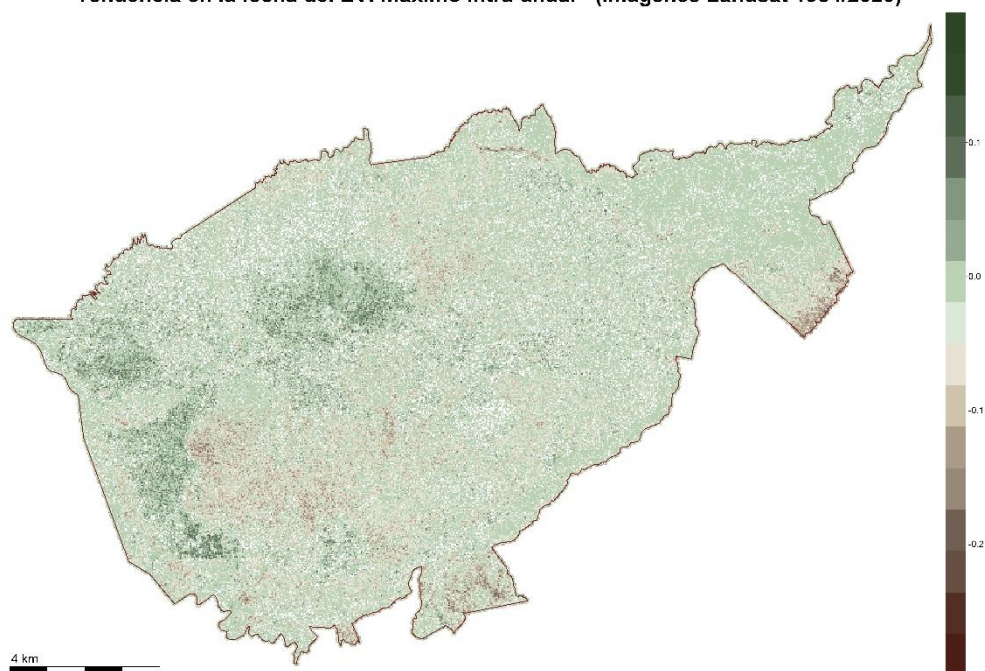 Tendencia en la fecha del EVI máximo intra-anual (Imágenes Landsat
0.1
0.0
-0.1
-0.2
4 km